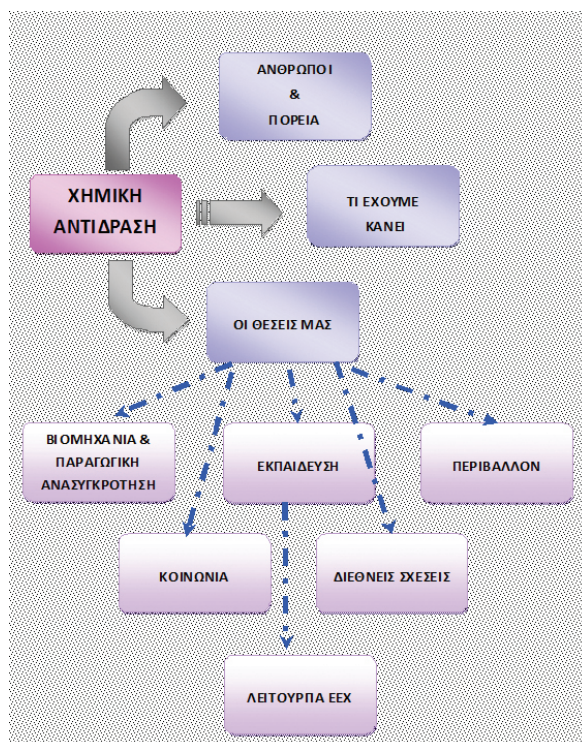 ΑΝΘΡΩΠΟΙ
&
ΠΟΡΕΙΑ
ΧΗΜΙΚΗ
ΑΝΤΙΔΡΑΣΗ
ΤΙ ΕΧΟΥΜΕ
ΚΑΝΕΙ
ΟΙ ΘΕΣΕΙΣ ΜΑΣ
ΒΙΟΜΗΧΑΝΙΑ &
ΠΑΡΑΓΩΓΙΚΗ
ΑΝΑΣΥΓΚΡΟΤΗΣΗ
ΕΚΠΑΙΔΕΥΣΗ
ΠΕΡΙΒΑΛΛΟΝ
ΚΟΙΝΩΝΙΑ
ΔΙΕΘΝΕΙΣ ΣΧΕΣΕΙΣ
ΛΕΙΤΟΥΡΓΙΑ ΕΕΧ